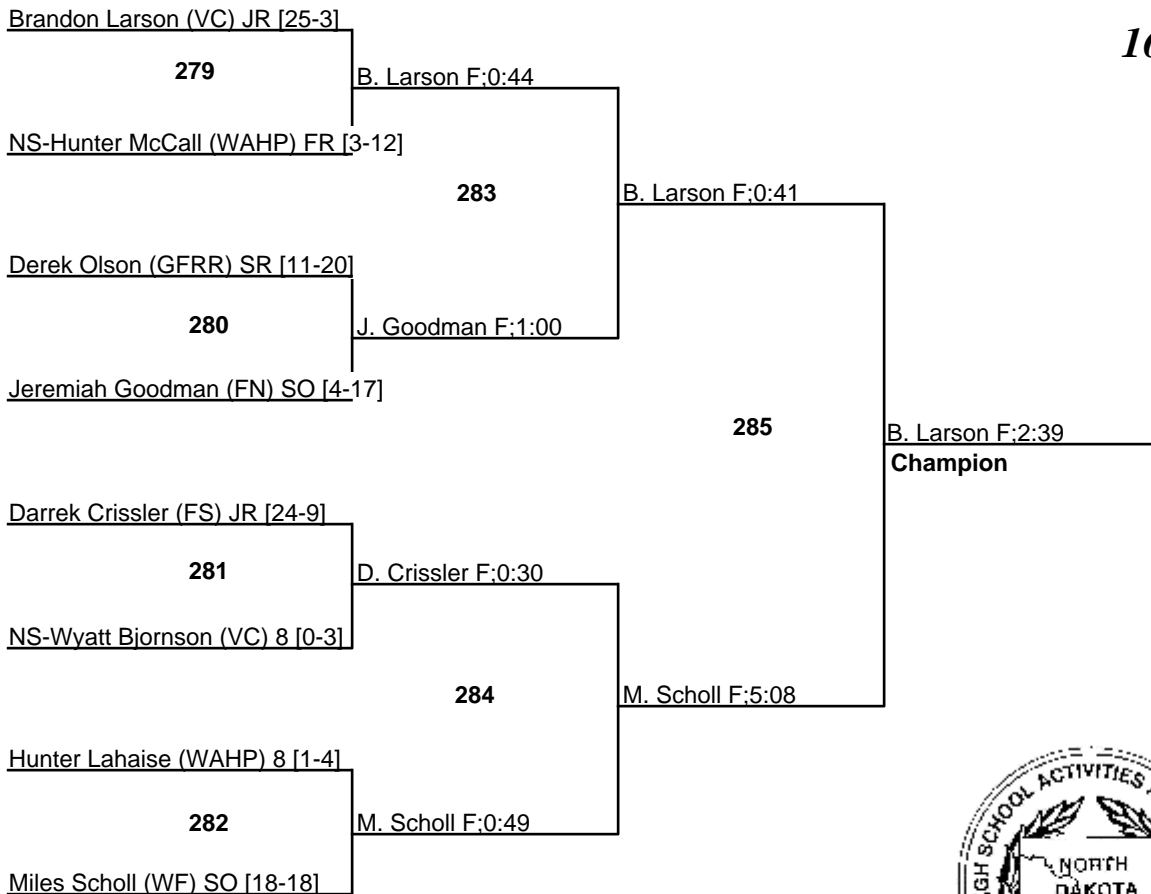 Brandon Larson (VC) JR [25-3]
10
279
B. Larson F;0:44
NS-Hunter McCall (WAHP) FR [3-12]
283
B. Larson F;0:41
Derek Olson (GFRR) SR [11-20]
280
J. Goodman F;1:00
Jeremiah Goodman (FN) SO [4-17]
285
B. Larson F;2:39
Champion
Darrek Crissler (FS) JR [24-9]
281
D. Crissler F;0:30
NS-Wyatt Bjornson (VC) 8 [0-3]
284
M. Scholl F;5:08
Hunter Lahaise (WAHP) 8 [1-4]
282
M. Scholl F;0:49
Miles Scholl (WF) SO [18-18]
GH SCHOOL ACTIVITIES
NORTH
DAKOTA